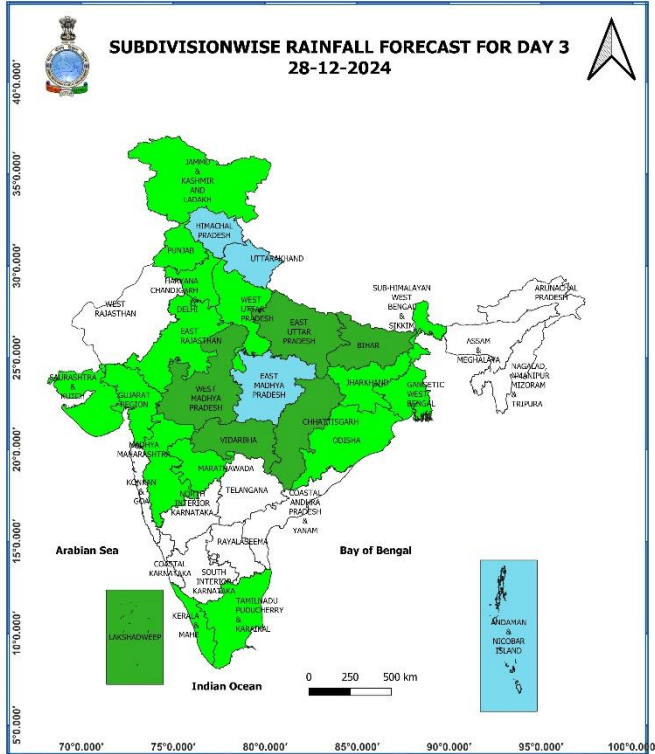 SUBDIVISIONWISE RAINFALL FORECAST FOR DAY 3
28-12-2024
40°0.000'
35°0.000'
30°0.000'
25°0.000'
20°0.000'
15°0.000'
10°0.000'
5°0.000'
JAMMU
&
KASHMIR
AND
LADAKH
HIMACHAL
PRADESH
PUNJAB
UTTARAKHAND
HARYANA
CHANDIGARH
&
DELHI
WEST
RAJASTHAN
WEST
UTTAR
PRADESH
SUB-HIMALAYAN
WEST
BENGAL
&
SIKKIM
ARUNACHAL
PRADESH
EAST
RAJASTHAN
EAST
UTTAR
PRADESH
BIHAR
ASSAM
&
MEGHALAYA
NAGALAD,
MANIPUR
MIZORAM
&
TRIPURA
SAURASHTRA
&
KUTCH
GUJARAT
REGION
WEST
MADHYA
PRADESH
EAST
MADHYA
PRADESH
JHARKHAND
GANGETIC
WEST
BENGAL
CHHATTISGARH
ODISHA
VIDARBHA
MADHYA
MAHARASHTRA
MARATHAWADA
KONKAN
&
GOA
NORTH
INTERIOR
KARNATAKA
TELANGANA
COASTAL
ANDHRA
PRADESH
&
YANAM
RAYALASEEMA
Arabian Sea
Bay of Bengal
COASTAL
KARNATAKA
SOUTH
INTERIOR
KARNATAKA
TAMILNADU
PUDUCHERRY
&
KARAIKAL
KERALA
&
MAHE
LAKSHADWEEP
ANDAMAN
&
NICOBAR
ISLAND
Indian Ocean
0 250 500 km
70°0.000' 75°0.000' 80°0.000' 85°0.000' 90°0.000' 95°0.000' 100°0.000'